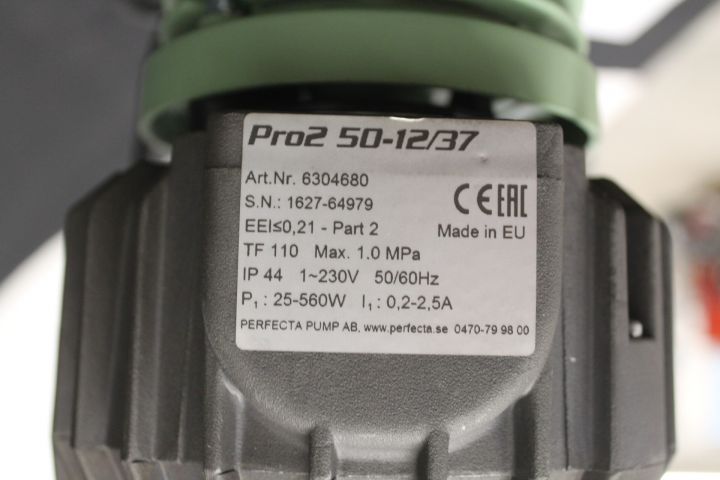 Pro2 50-12/37
Art.Nr. 6304680
S.N.: 1627-64979
CE EAC
EEI≤0,21 - Part 2
Made in EU
TF 110 Max. 1.0 MPa
IP 44 1~230V 50/60Hz
P₁ : 25-560W I₁ : 0,2-2,5A
PERFECTA PUMP AB, www.perfecta.se 0470-79 98 00